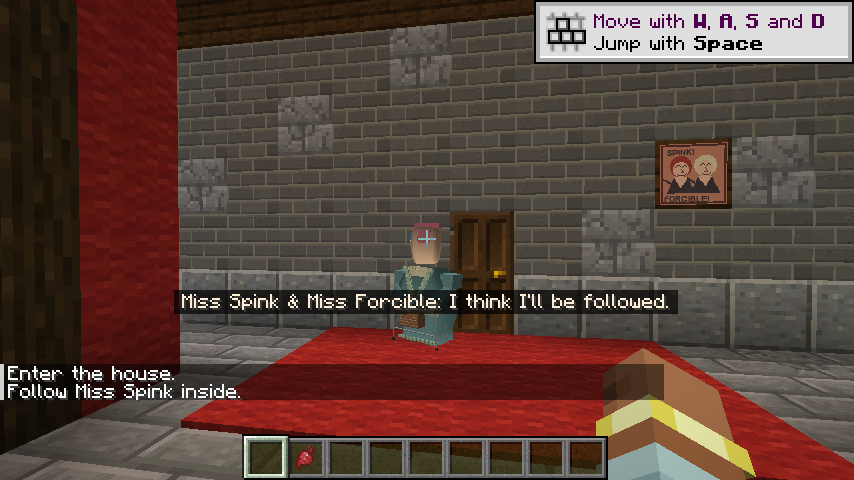 Move with W, A, S and D
Jump with Space
SPINK!
FORCIBLE!
Miss Spink & Miss Forcible: I think I'll be followed.
Enter the house.
Follow Miss Spink inside.